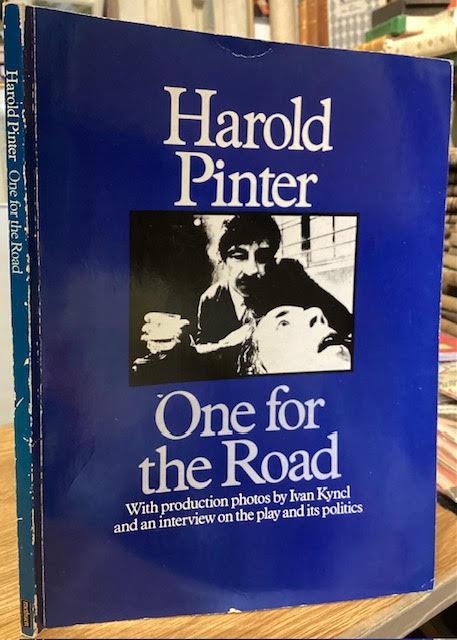 Harold
Pinter
One for
the Road
With production photos by Ivan Kyncl
and an interview on the play and its politics
Harold Pinter One for the Road
methuen